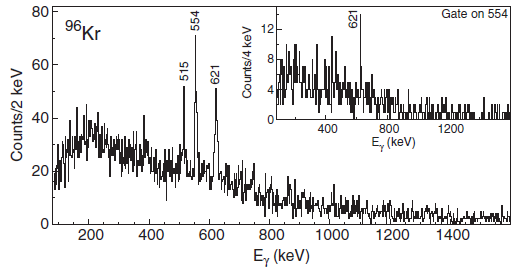 ⁹⁶Kr
Counts/2 keV
80
60
40
20
0
515
554
621
200 400 600 800 1000 1200 1400
Eγ (keV)
Gate on 554
Counts/4 keV
12
8
4
0
621
400 800 1200
Eγ (keV)